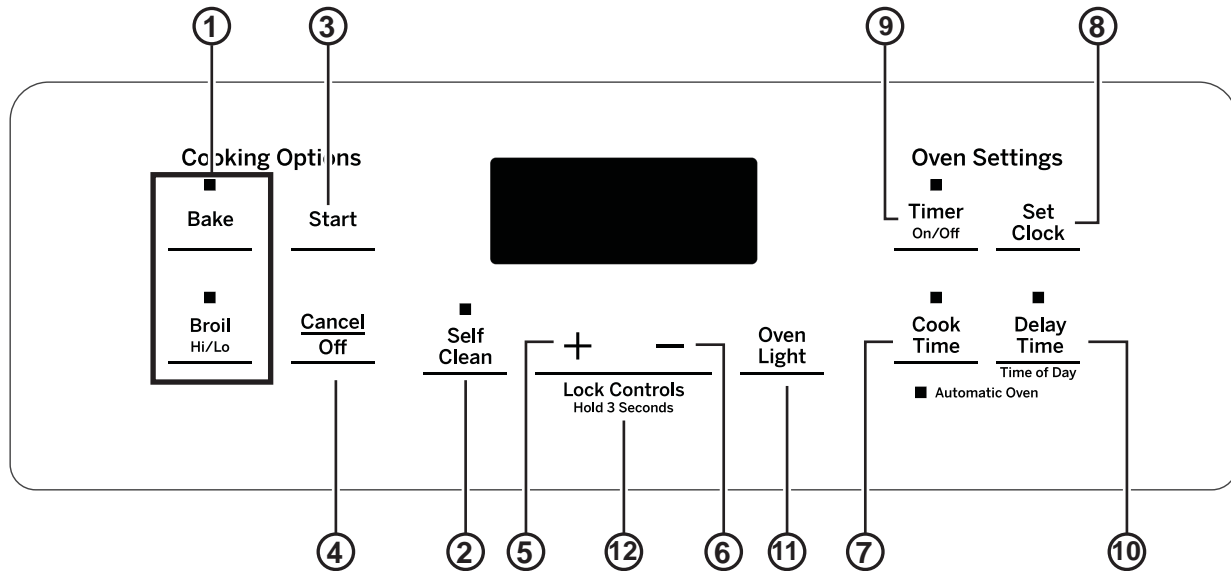 1
3
9
8
Cooking Options
Oven Settings
Bake
Start
Timer
On/Off
Set
Clock
Broil
Hi/Lo
Cancel
Off
Self
Clean
+ −
Lock Controls
Hold 3 Seconds
Oven
Light
Cook
Time
Delay
Time
Time of Day
Automatic Oven
4
2
5
12
6
11
7
10